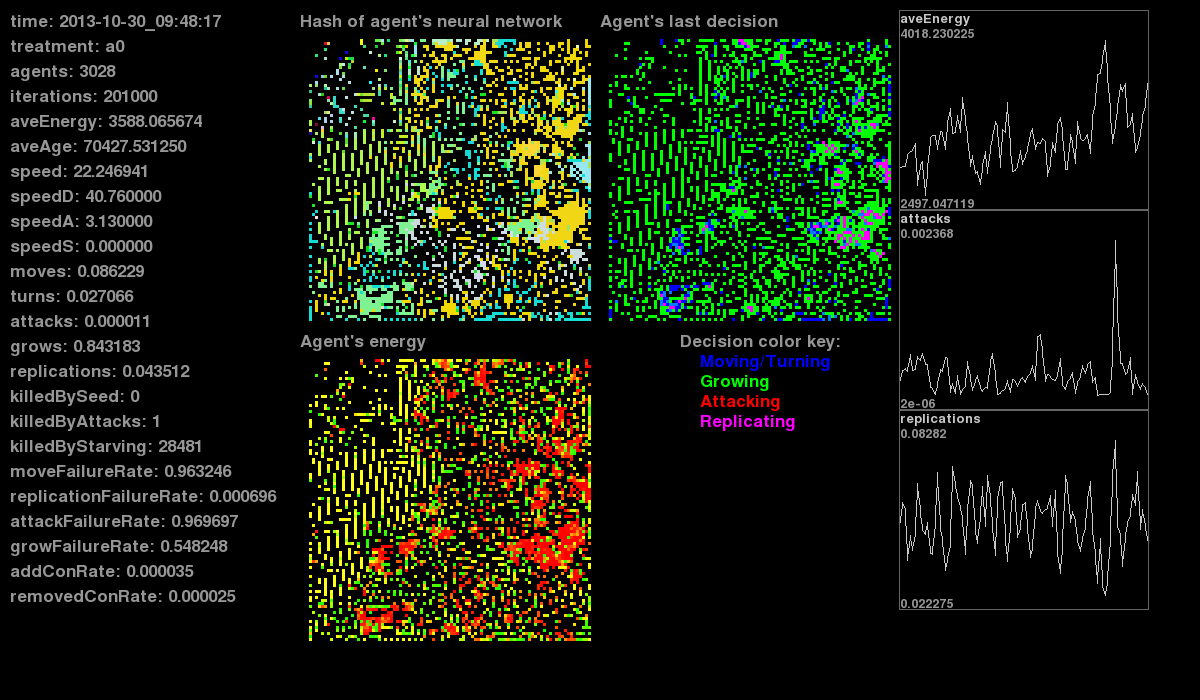 time: 2013-10-30_09:48:17
treatment: a0
agents: 3028
iterations: 201000
aveEnergy: 3588.065674
aveAge: 70427.531250
speed: 22.246941
speedD: 40.760000
speedA: 3.130000
speedS: 0.000000
moves: 0.086229
turns: 0.027066
attacks: 0.000011
grows: 0.843183
replications: 0.043512
killedBySeed: 0
killedByAttacks: 1
killedByStarving: 28481
moveFailureRate: 0.963246
replicationFailureRate: 0.000696
attackFailureRate: 0.969697
growFailureRate: 0.548248
addConRate: 0.000035
removedConRate: 0.000025
Hash of agent's neural network
Agent's last decision
Agent's energy
Decision color key:
Moving/Turning
Growing
Attacking
Replicating
aveEnergy
4018.230225
2497.047119
attacks
0.002368
2e-06
replications
0.08282
0.022275